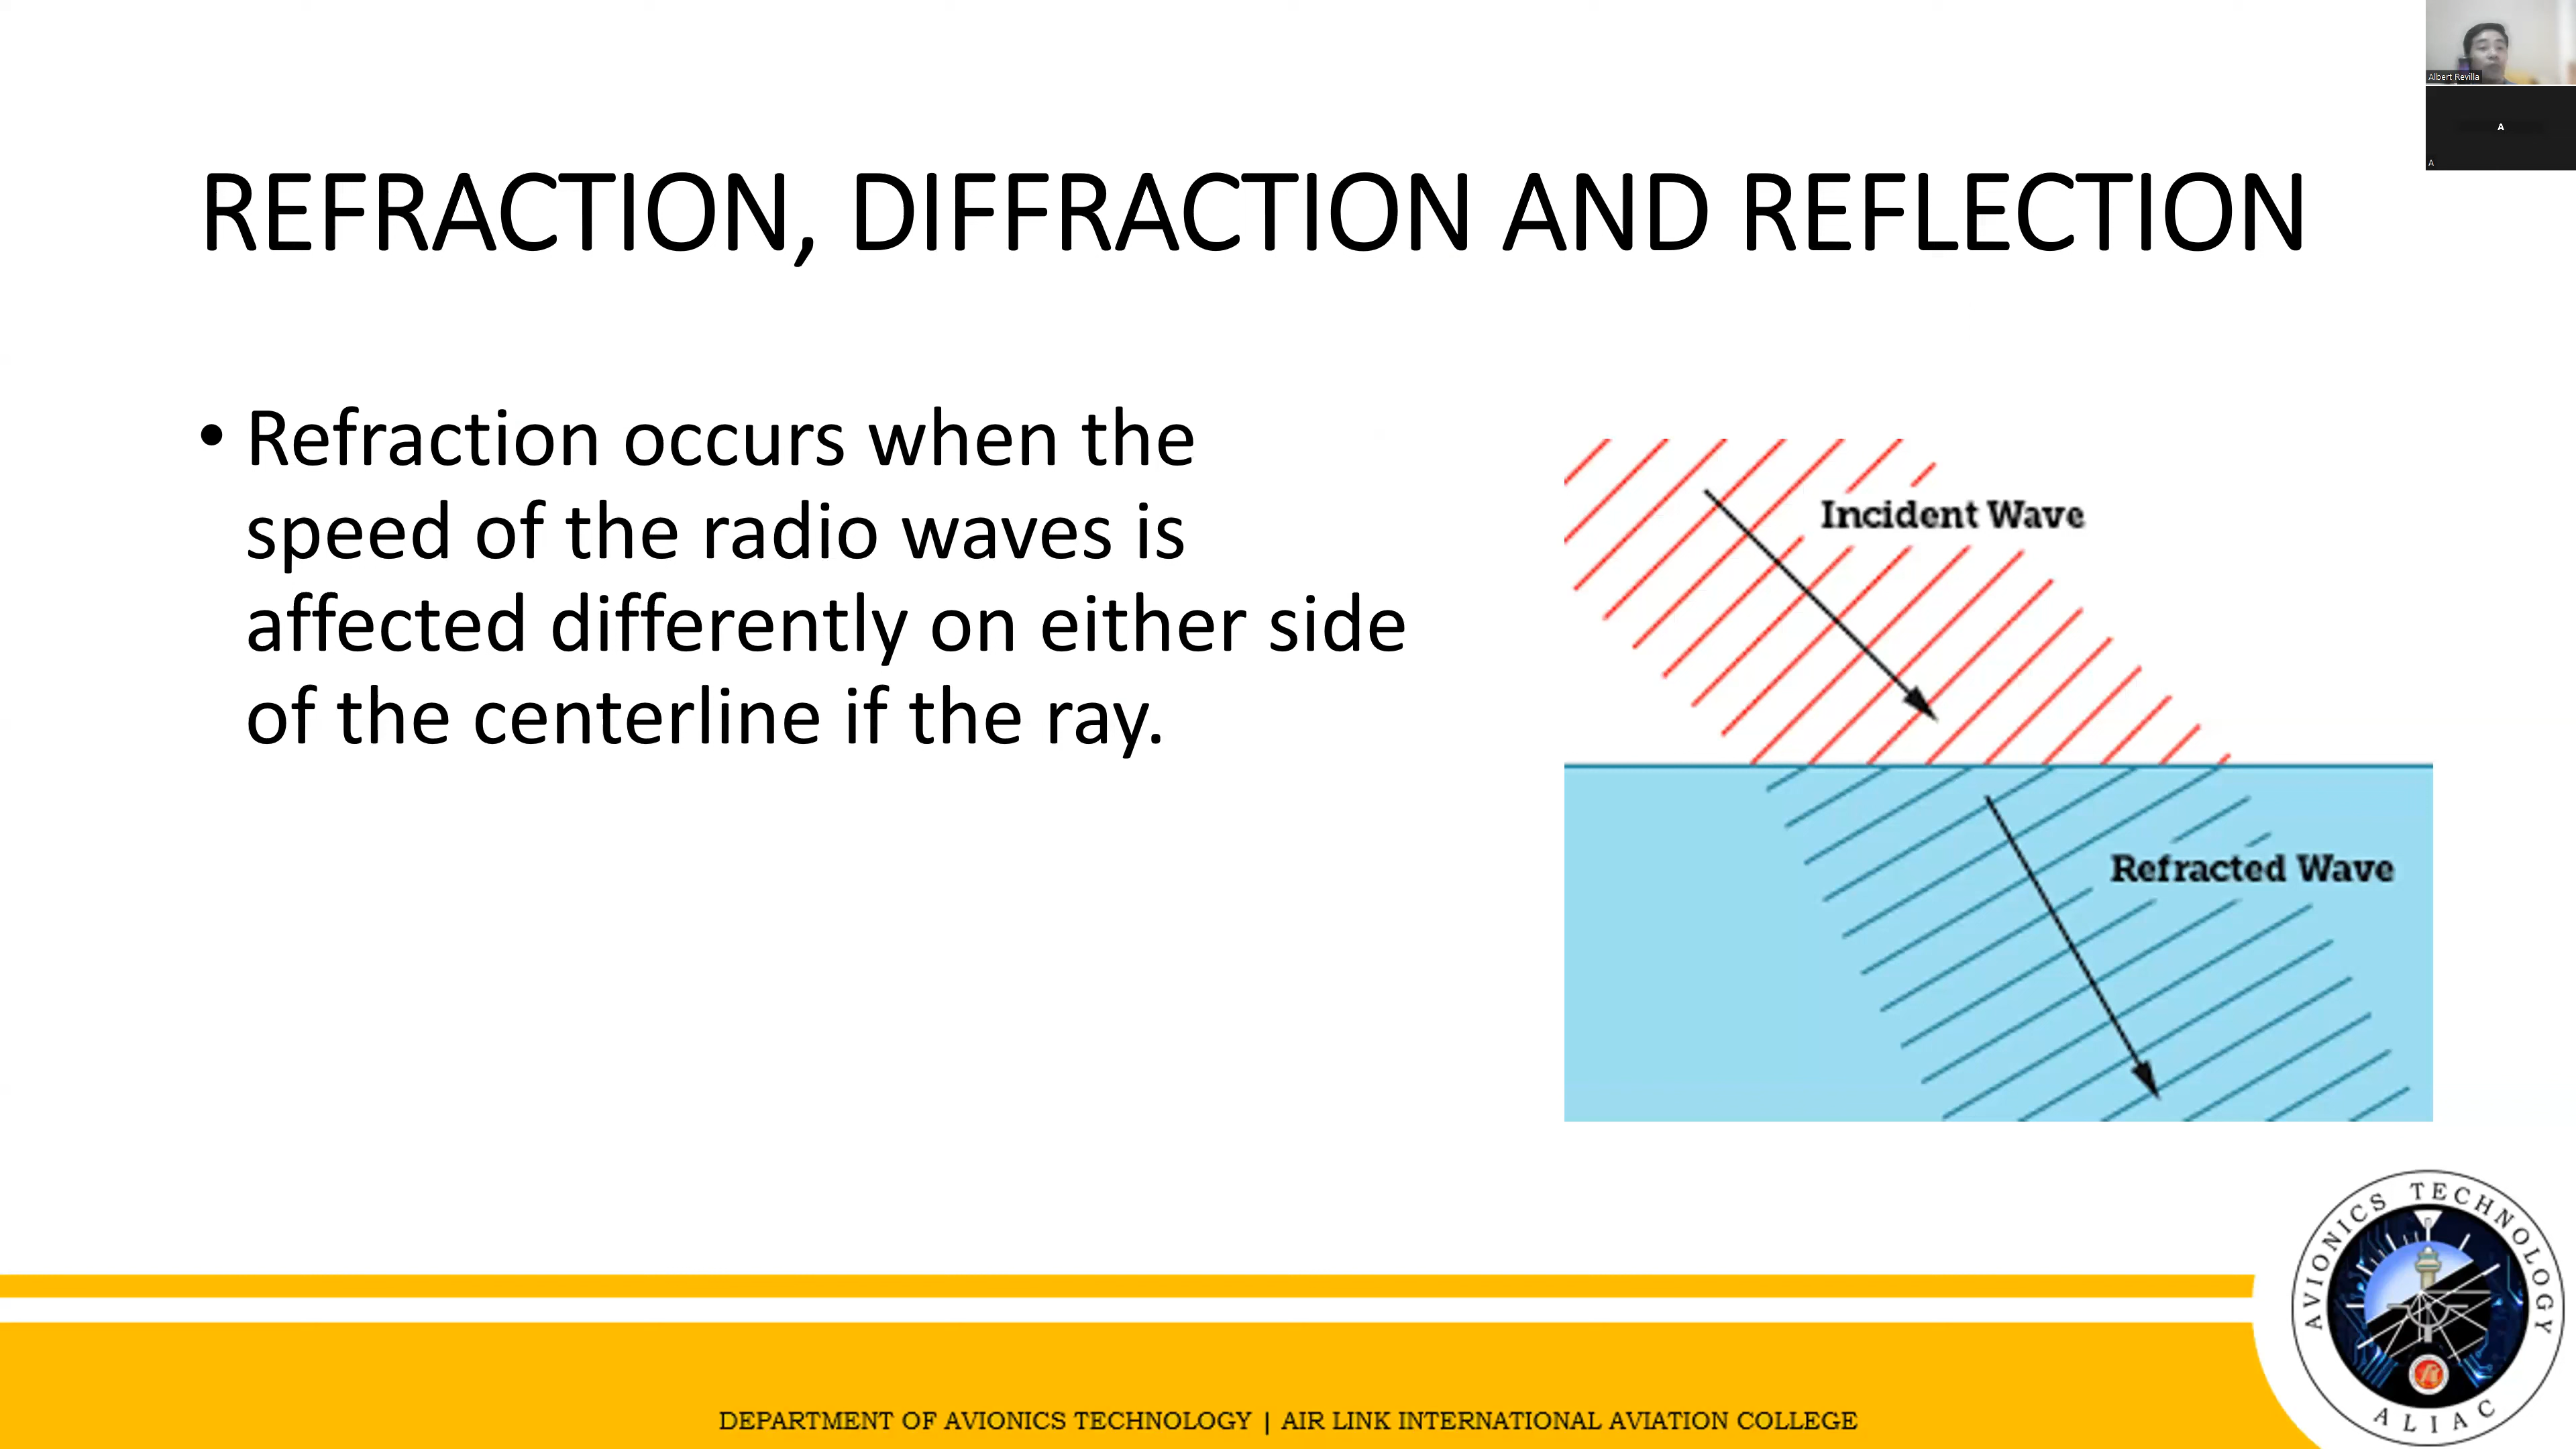 Albert Revilla
A
A
REFRACTION, DIFFRACTION AND REFLECTION
• Refraction occurs when the
speed of the radio waves is
affected differently on either side
of the centerline if the ray.
Incident Wave
Refracted Wave
AVIONICS TECHNOLOGY
ALIAC
DEPARTMENT OF AVIONICS TECHNOLOGY | AIR LINK INTERNATIONAL AVIATION COLLEGE